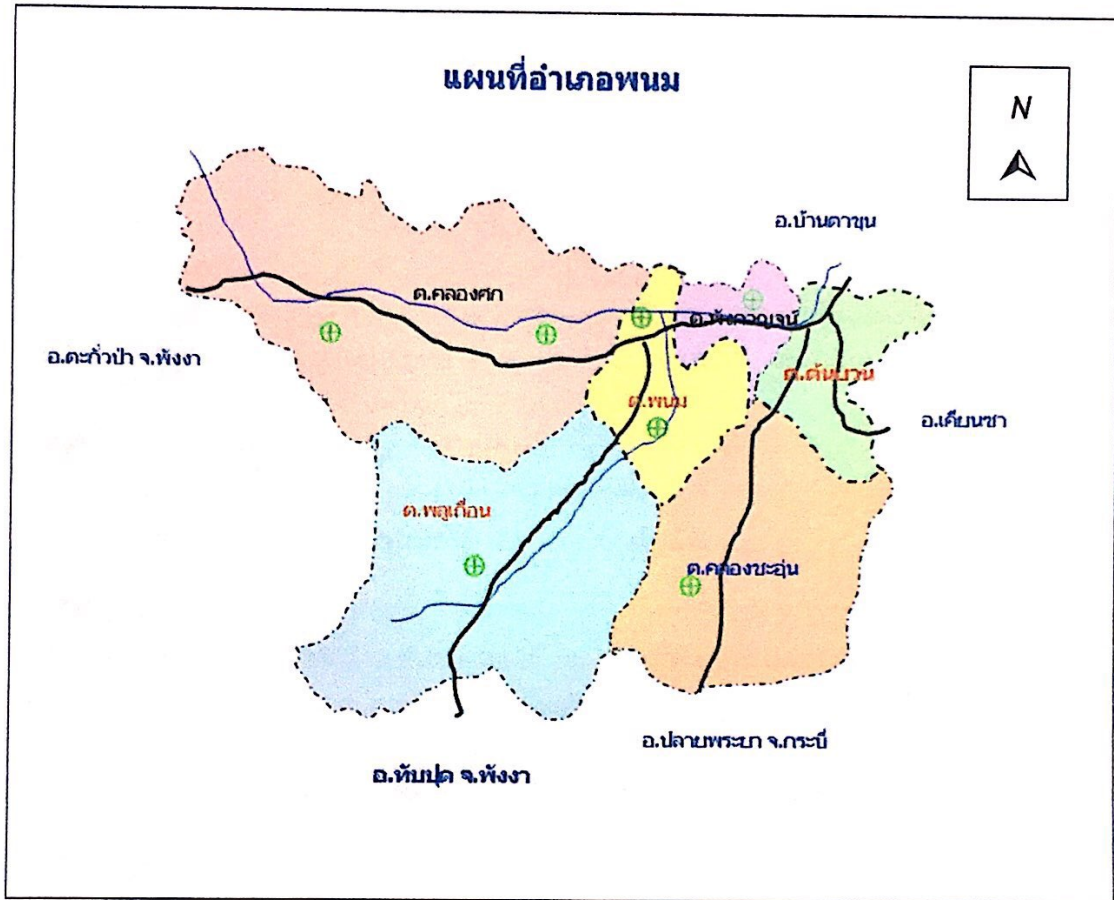 แผนที่อำเภอพนม
N
อ.บ้านตาขุน
ต.คลองศก
ต.พังกาญจน์
อ.ตะกั่วป่า จ.พังงา
ต.ต้นยวน
ต.พนม
อ.เคียนซา
ต.พลูเถื่อน
ต.คลองชะอุ่น
อ.ปลายพระยา จ.กระบี่
อ.ทับปุด จ.พังงา